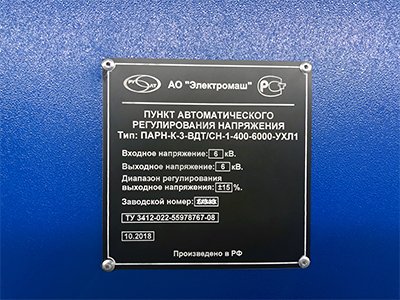 АО "Электромаш"
ПУНКТ АВТОМАТИЧЕСКОГО
РЕГУЛИРОВАНИЯ НАПРЯЖЕНИЯ
Тип: ПАРН-К-3-ВДТ/СН-1-400-6000-УХЛ1
Входное напряжение: 6 кВ.
Выходное напряжение: 6 кВ.
Диапазон регулирования
выходное напряжения: ±15%.
Заводской номер:
ТУ 3412-022-55978767-08
10.2018
Произведено в РФ